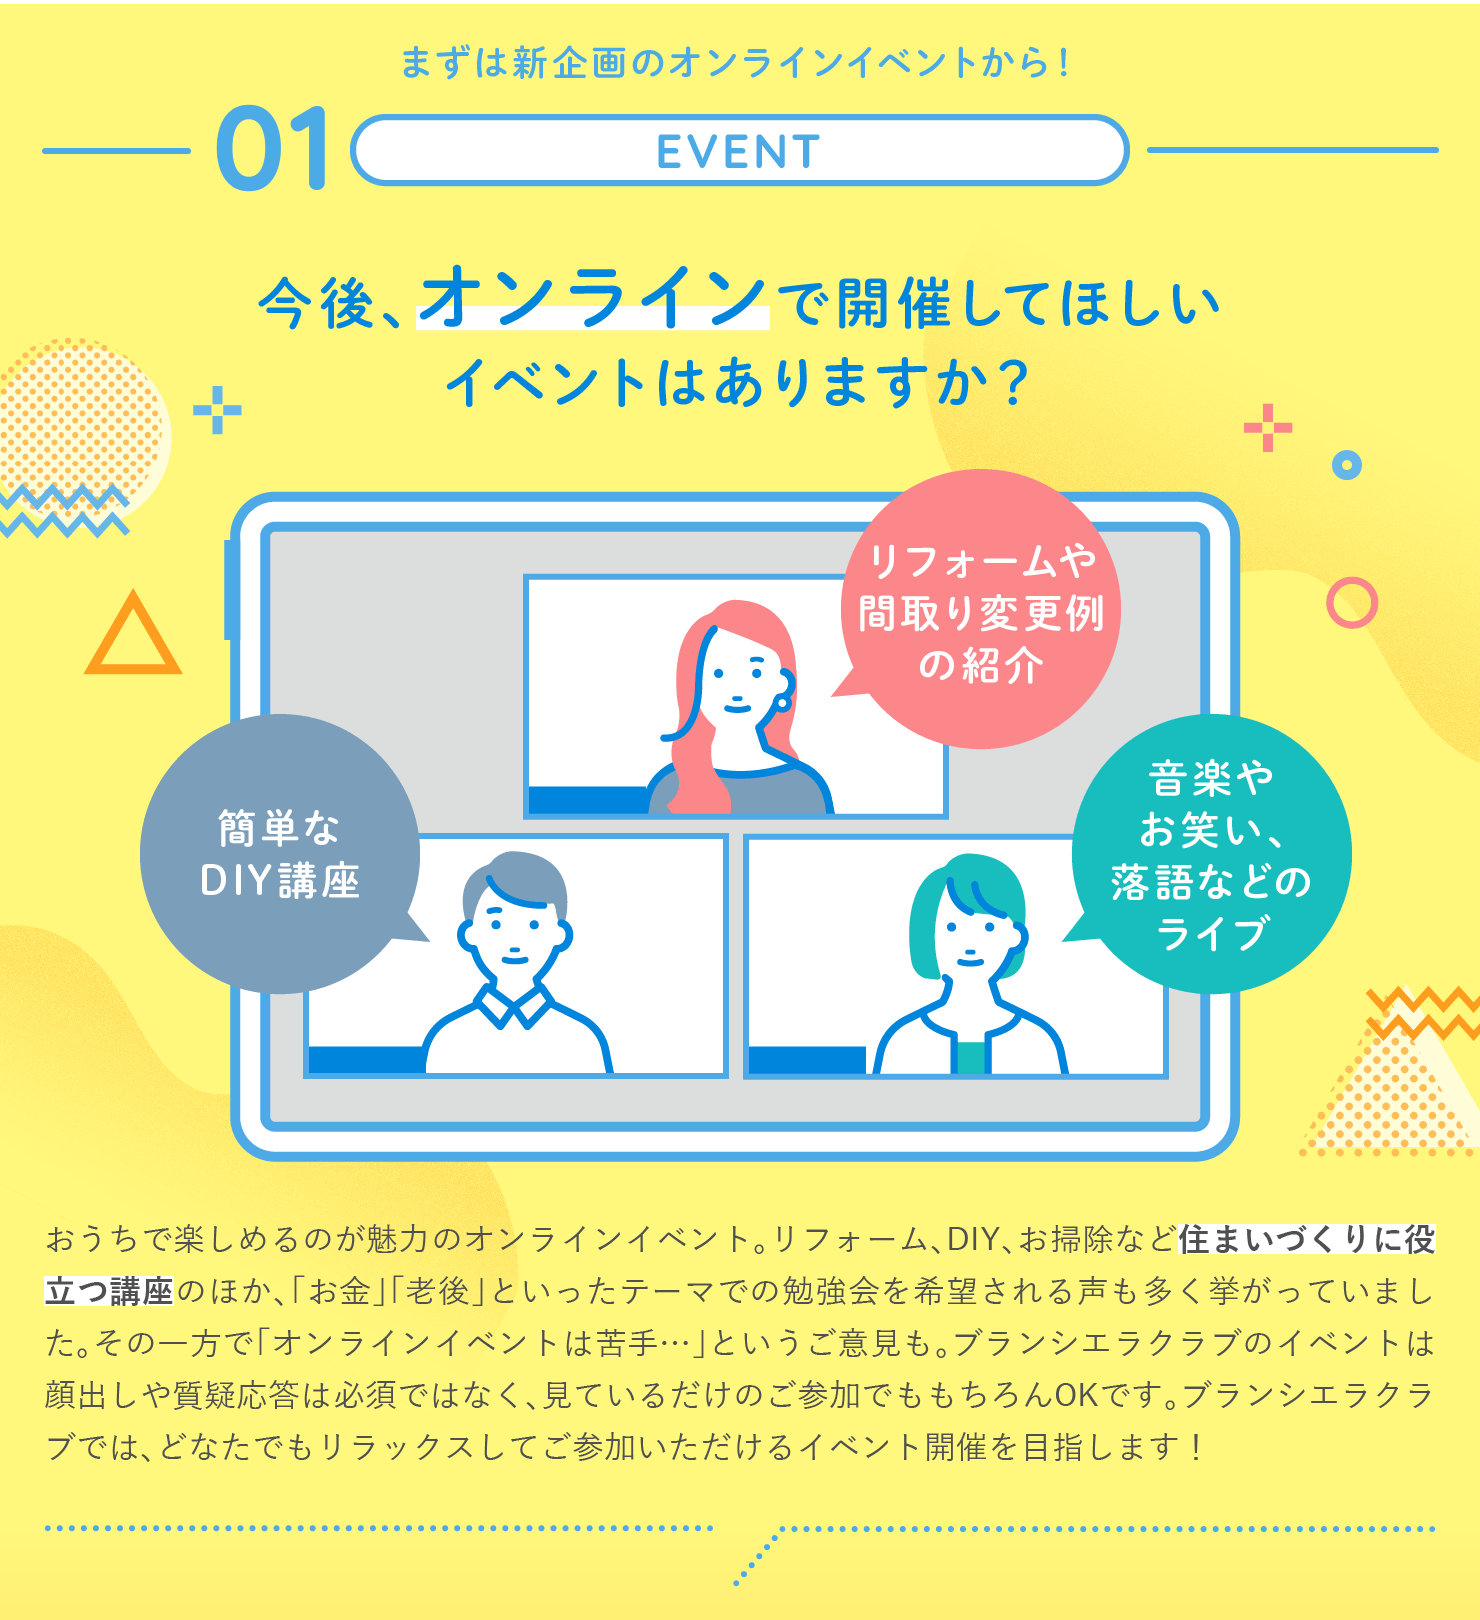 まずは新企画のオンラインイベントから！
01
EVENT
今後、オンラインで開催してほしい
イベントはありますか？
リフォームや
間取り変更例
の紹介
簡単な
DIY講座
音楽や
お笑い、
落語などの
ライブ
おうちで楽しめるのが魅力のオンラインイベント。リフォーム、DIY、お掃除など住まいづくりに役
立つ講座のほか、「お金」「老後」といったテーマでの勉強会を希望される声も多く挙がっていまし
た。その一方で「オンラインイベントは苦手…」というご意見も。ブランシエラクラブのイベントは
顔出しや質疑応答は必須ではなく、見ているだけのご参加でももちろんOKです。ブランシエラクラ
ブでは、どなたでもリラックスしてご参加いただけるイベント開催を目指します！